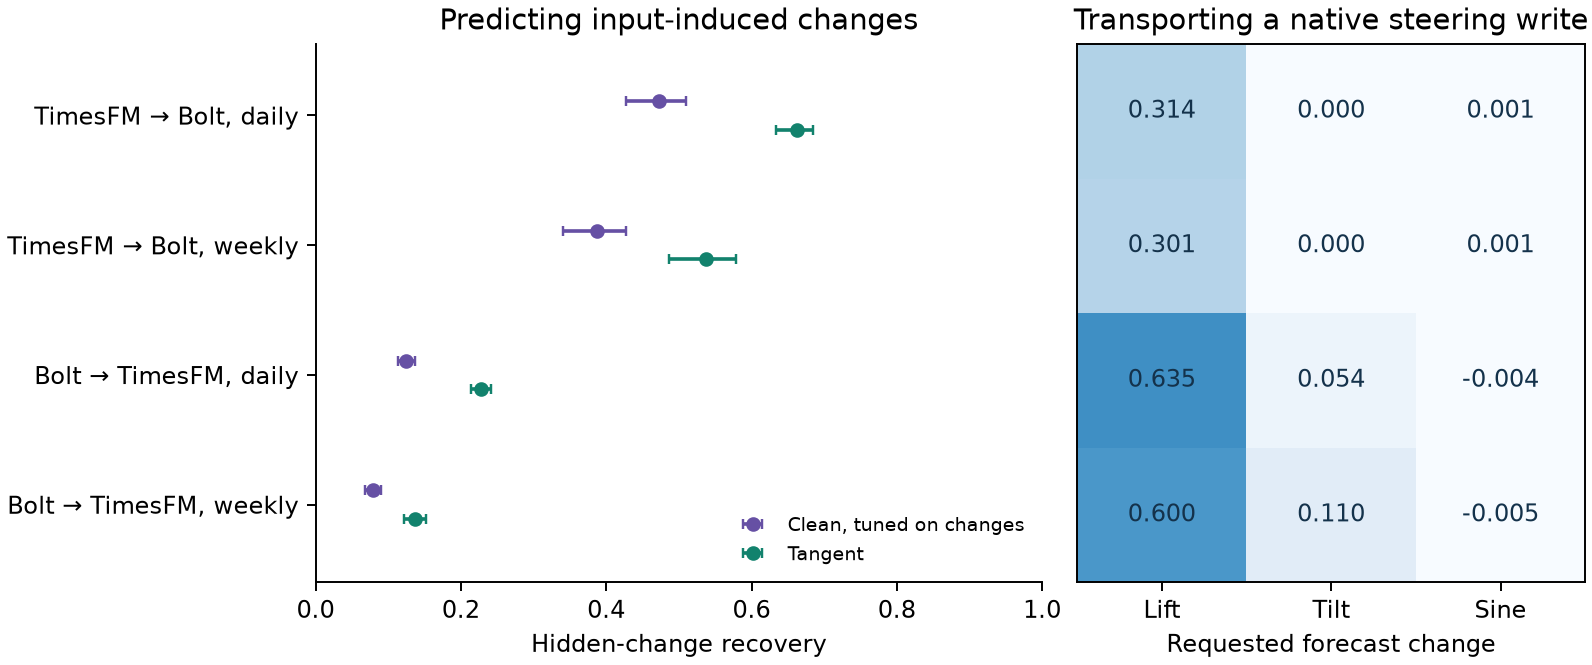 Predicting input-induced changes
Transporting a native steering write
TimesFM → Bolt, daily
TimesFM → Bolt, weekly
Bolt → TimesFM, daily
Bolt → TimesFM, weekly
Clean, tuned on changes
Tangent
0.0 0.2 0.4 0.6 0.8 1.0
Hidden-change recovery
0.314 0.000 0.001
0.301 0.000 0.001
0.635 0.054 -0.004
0.600 0.110 -0.005
Lift Tilt Sine
Requested forecast change